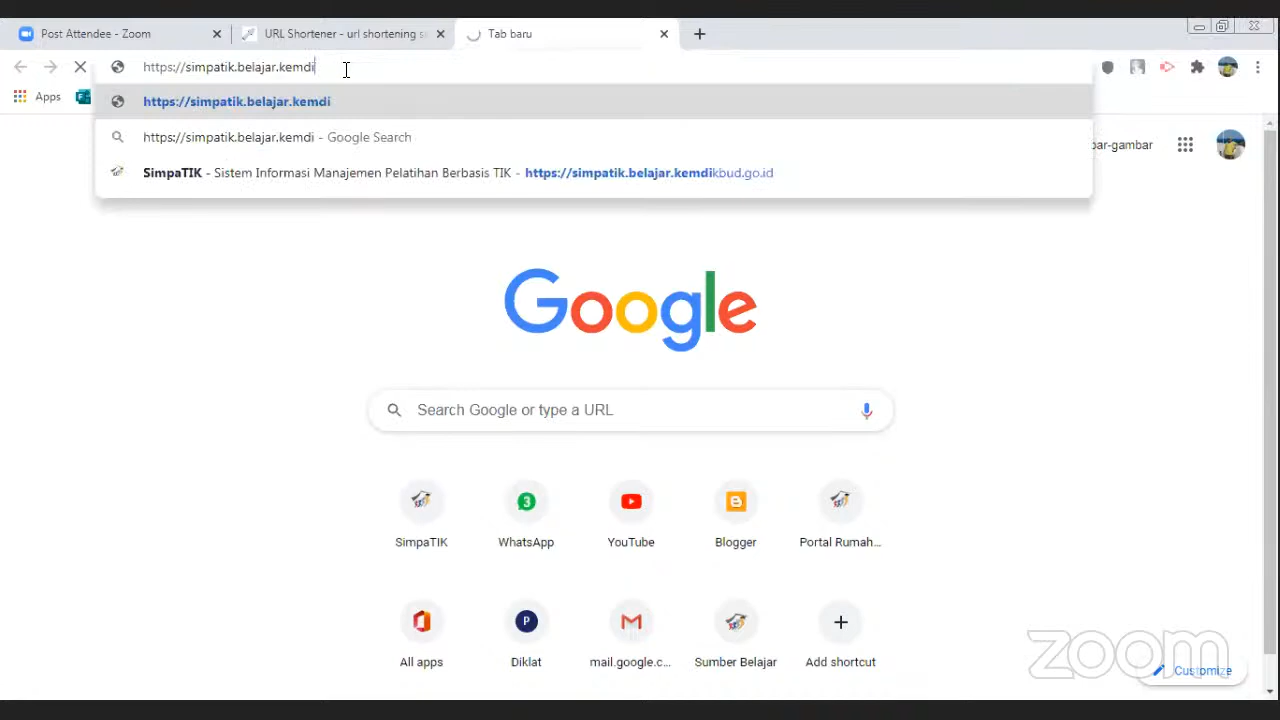 Post Attendee - Zoom
URL Shortener - url shortening s
Tab baru
https://simpatik.belajar.kemdi
Apps
https://simpatik.belajar.kemdi
https://simpatik.belajar.kemdi - Google Search
SimpaTIK - Sistem Informasi Manajemen Pelatihan Berbasis TIK - https://simpatik.belajar.kemdikbud.go.id
bar-gambar
Google
Search Google or type a URL
SimpaTIK
3
WhatsApp
YouTube
Blogger
Portal Rumah...
All apps
P
Diklat
mail.google.c...
Sumber Belajar
Add shortcut
zoom
Customize